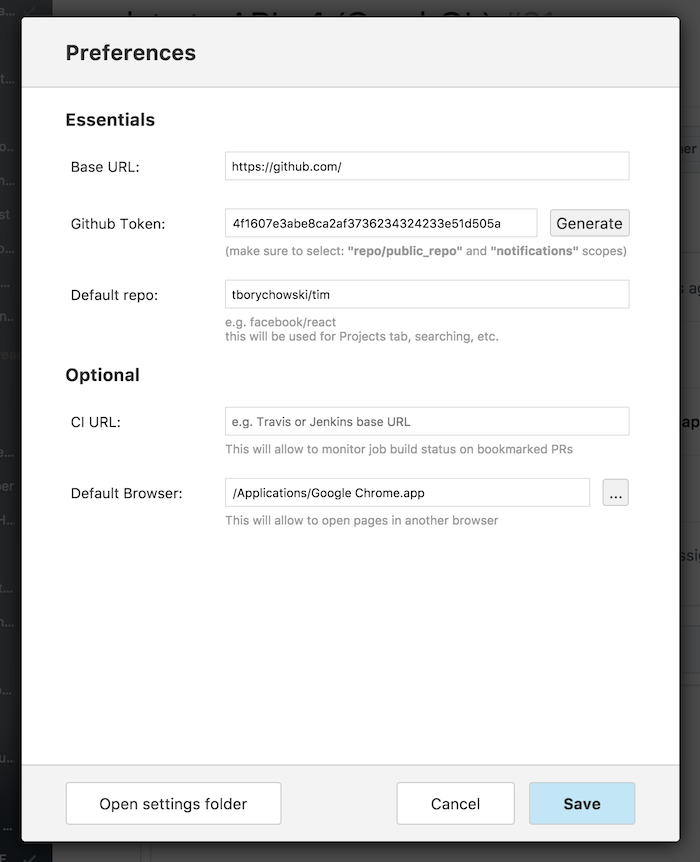 Preferences
Essentials
Base URL:
https://github.com/
Github Token:
4f1607e3abe8ca2af3736234324233e51d505a
Generate
(make sure to select: "repo/public_repo" and "notifications" scopes)
Default repo:
tborychowski/tim
e.g. facebook/react
this will be used for Projects tab, searching, etc.
Optional
CI URL:
e.g. Travis or Jenkins base URL
This will allow to monitor job build status on bookmarked PRs
Default Browser:
/Applications/Google Chrome.app
...
This will allow to open pages in another browser
Open settings folder
Cancel
Save